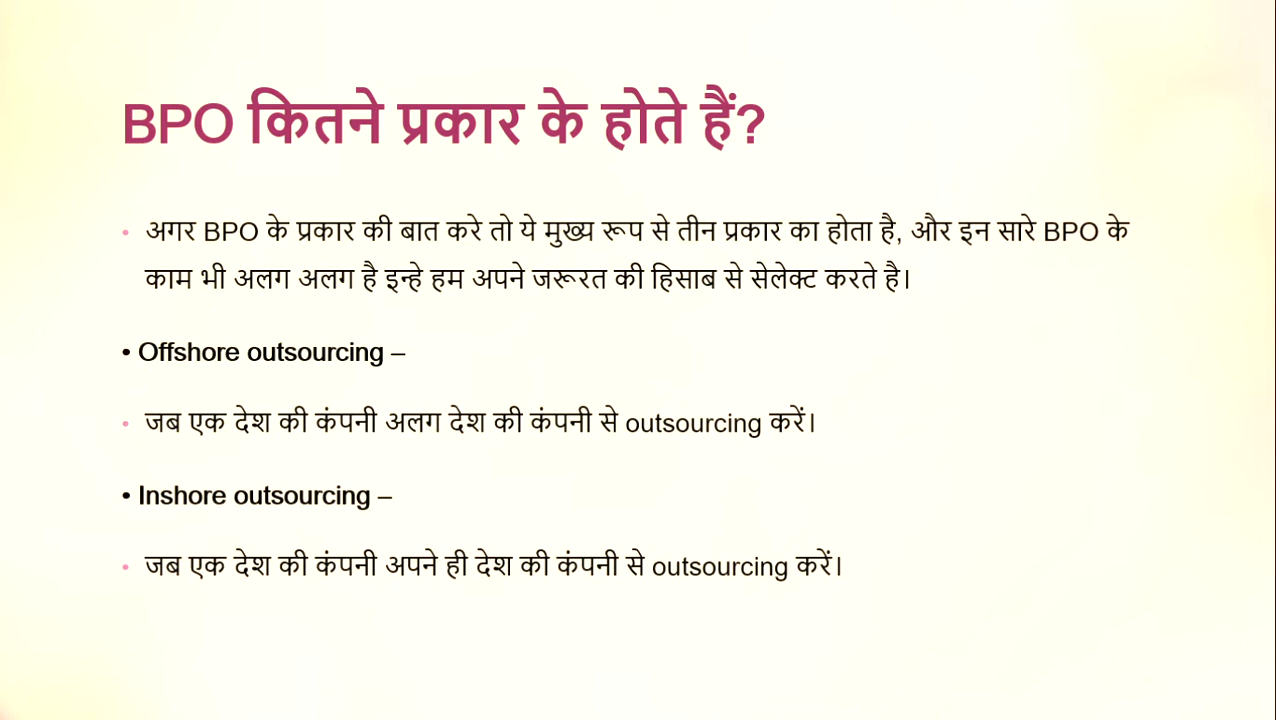 BPO कितने प्रकार के होते हैं?
• अगर BPO के प्रकार की बात करे तो ये मुख्य रूप से तीन प्रकार का होता है, और इन सारे BPO के
काम भी अलग अलग है इन्हे हम अपने जरूरत की हिसाब से सेलेक्ट करते है।
• Offshore outsourcing –
• जब एक देश की कंपनी अलग देश की कंपनी से outsourcing करें।
• Inshore outsourcing –
• जब एक देश की कंपनी अपने ही देश की कंपनी से outsourcing करें।